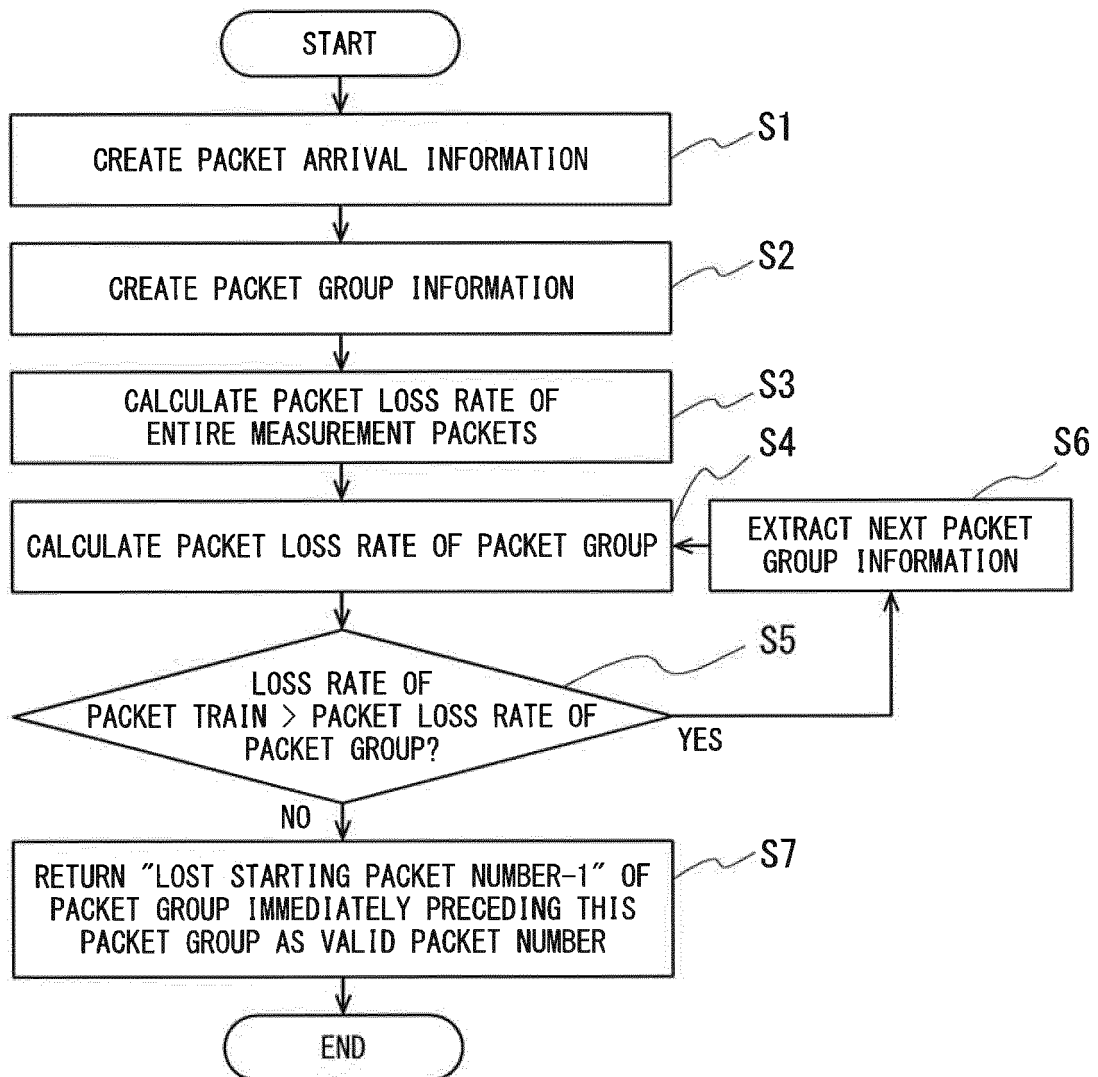 START
S1
CREATE PACKET ARRIVAL INFORMATION
S2
CREATE PACKET GROUP INFORMATION
S3
CALCULATE PACKET LOSS RATE OF
ENTIRE MEASUREMENT PACKETS
S4
S6
CALCULATE PACKET LOSS RATE OF PACKET GROUP
EXTRACT NEXT PACKET
GROUP INFORMATION
S5
LOSS RATE OF
PACKET TRAIN > PACKET LOSS RATE OF
PACKET GROUP?
YES
NO
S7
RETURN "LOST STARTING PACKET NUMBER-1" OF
PACKET GROUP IMMEDIATELY PRECEDING THIS
PACKET GROUP AS VALID PACKET NUMBER
END